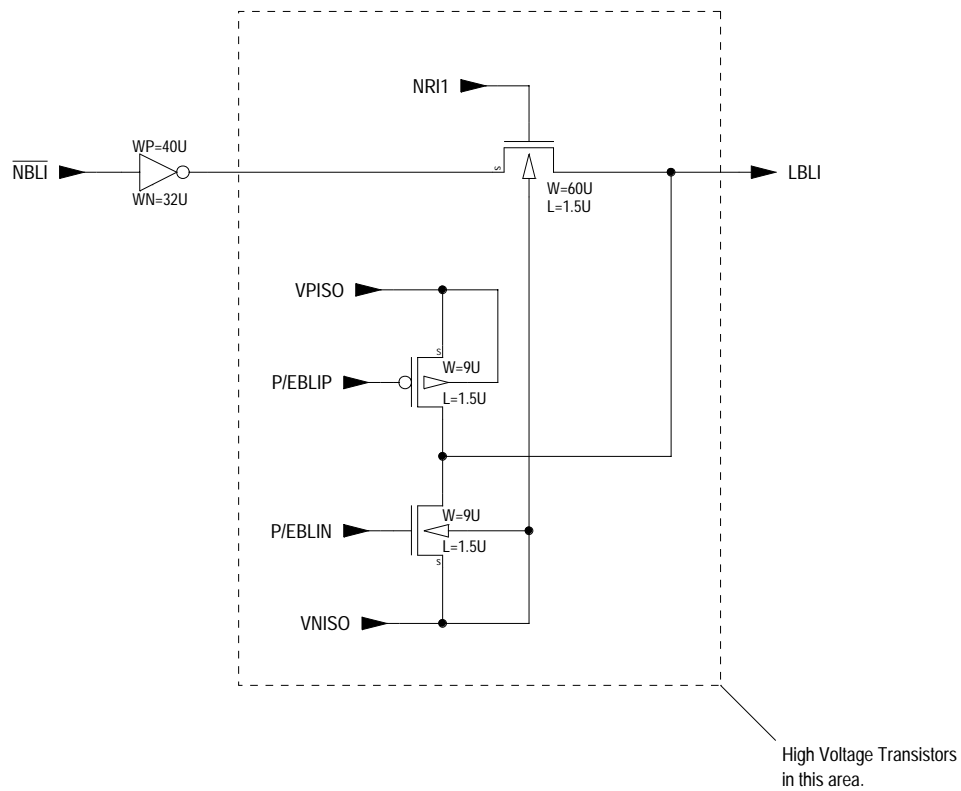 NRI1
WP=40U
NBLI
WN=32U
S
W=60U
L=1.5U
LBLI
VPISO
S
W=9U
P/EBLIP
L=1.5U
W=9U
P/EBLIN
L=1.5U
S
VNISO
High Voltage Transistors
in this area.